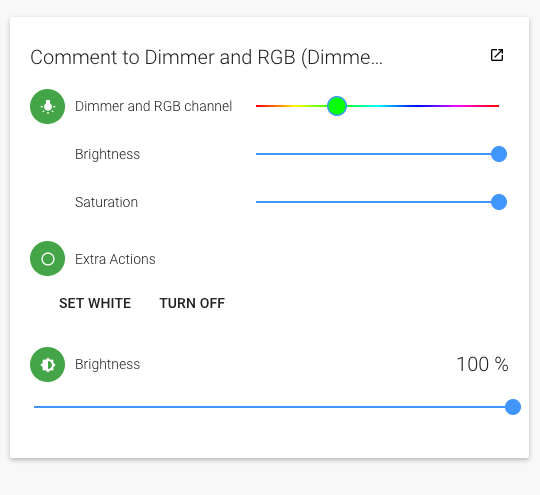 Comment to Dimmer and RGB (Dimme...
Dimmer and RGB channel
Brightness
Saturation
Extra Actions
SET WHITE TURN OFF
Brightness 100 %